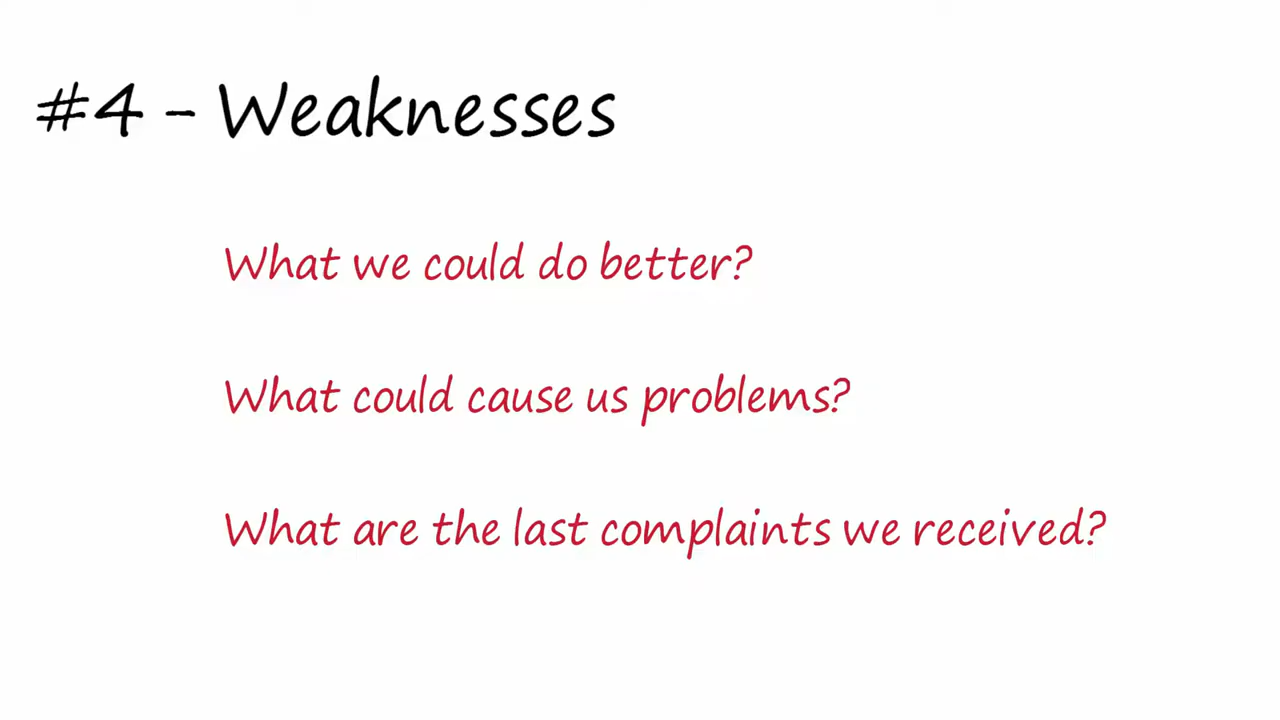 #4 - Weaknesses
What we could do better?
What could cause us problems?
What are the last complaints we received?